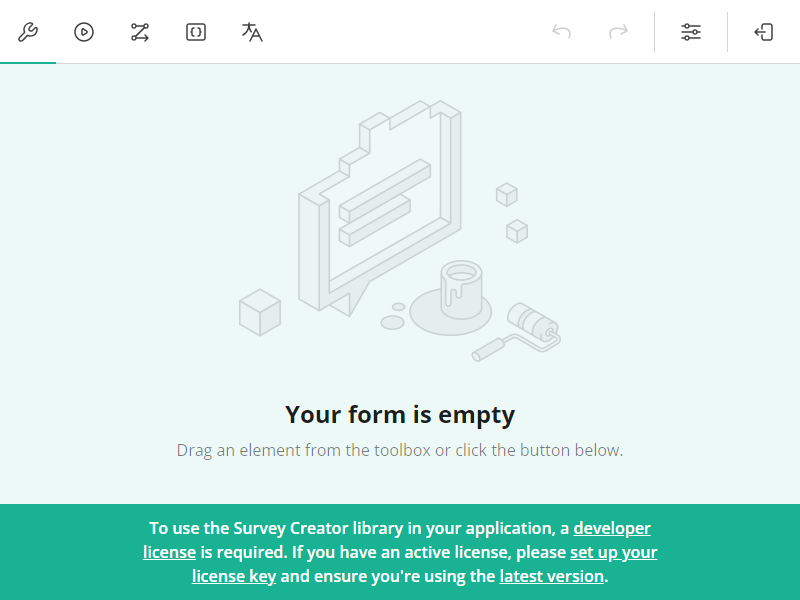 Your form is empty
Drag an element from the toolbox or click the button below.
To use the Survey Creator library in your application, a developer
license is required. If you have an active license, please set up your
license key and ensure you're using the latest version.